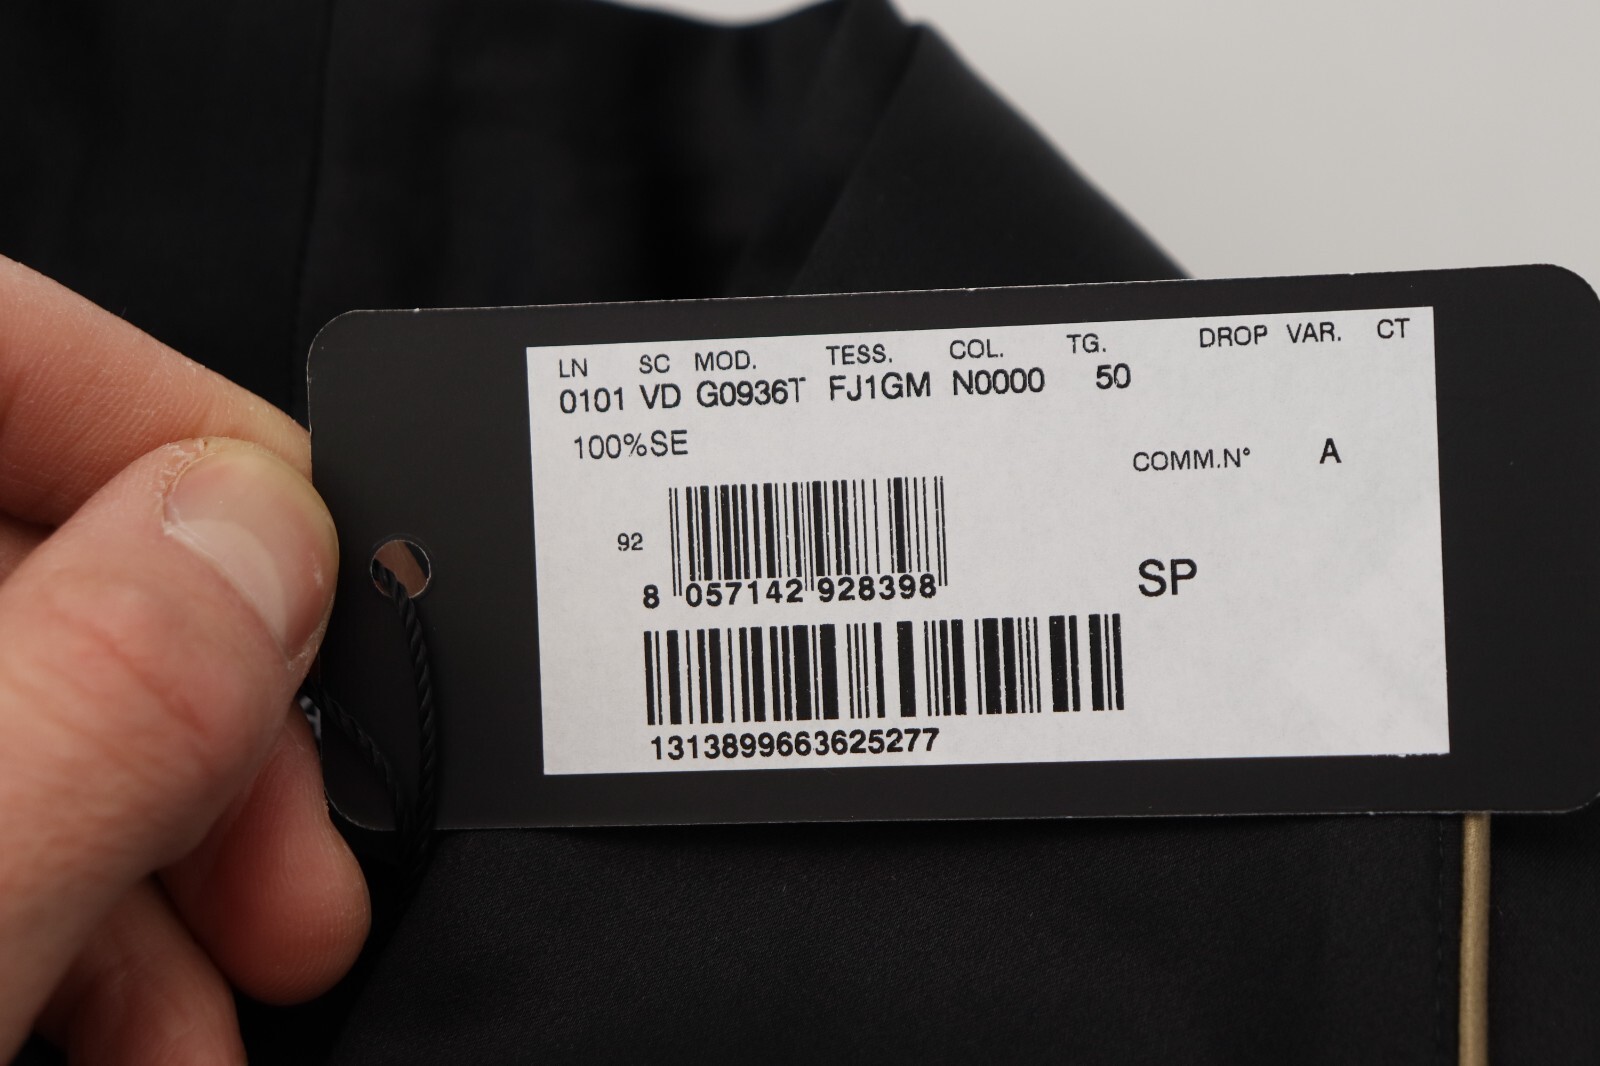 LN SC MOD. TESS. COL. TG. DROP VAR. CT
0101 VD G0936T FJ1GM N0000 50
100%SE
COMM.N° A
92
8 057142 928398
SP
1313899663625277